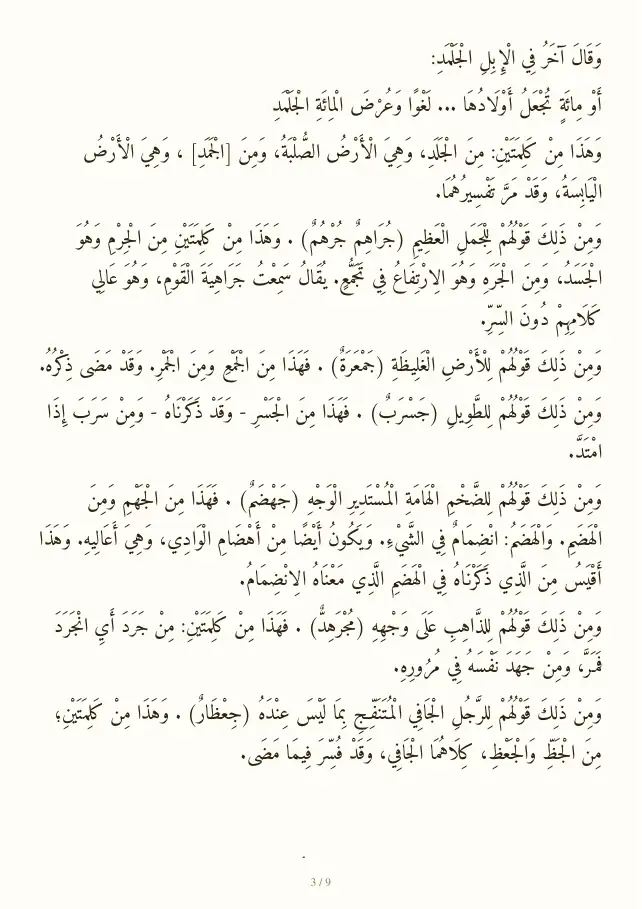 وَقَالَ آخَرُ فِي الْإِبِلِ الْجَلْمَدِ:
أَوْ مِائَةٍ تُجْعَلُ أَوْلَادُهَا ... لَغْوًا وَعُرْضَ الْمِائَةِ الْجَلْمَدِ
وَهَذَا مِنْ كَلِمَتَيْنِ: مِنَ الْجَلَدِ، وَهِيَ الْأَرْضُ الصُّلْبَةُ، وَمِنَ [الْجَمَدِ] ، وَهِيَ الْأَرْضُ
الْيَابِسَةُ، وَقَدْ مَرَّ تَفْسِيرُهُمَا.
وَمِنْ ذَلِكَ قَوْلُهُمْ لِلْجَمَلِ الْعَظِيمِ (جُرَاهِمٌ جُرْهُمٌ) . وَهَذَا مِنْ كَلِمَتَيْنِ مِنَ الْجِرْمِ وَهُوَ
الْجَسَدُ، وَمِنَ الْجَرَهِ وَهُوَ الِارْتِفَاعُ فِي تَجَمُّعٍ. يُقَالُ سَمِعْتُ جَرَاهِيَةَ الْقَوْمِ، وَهُوَ عَالِي
كَلَامِهِمْ دُونَ السِّرِّ.
وَمِنْ ذَلِكَ قَوْلُهُمْ لِلْأَرْضِ الْغَلِيظَةِ (جَمْعَرَةٌ) . فَهَذَا مِنَ الْجَمْعِ وَمِنَ الْجَمْرِ. وَقَدْ مَضَى ذِكْرُهُ.
وَمِنْ ذَلِكَ قَوْلُهُمْ لِلطَّوِيلِ (جَسْرَبٌ) . فَهَذَا مِنَ الْجَسْرِ - وَقَدْ ذَكَرْنَاهُ - وَمِنْ سَرَبَ إِذَا
امْتَدَّ.
وَمِنْ ذَلِكَ قَوْلُهُمْ لِلضَّخْمِ الْهَامَةِ الْمُسْتَدِيرِ الْوَجْهِ (جَهْضَمٌ) . فَهَذَا مِنَ الْجَهْمِ وَمِنَ
الْهَضَمِ. وَالْهَضَمُ: انْضِمَامٌ فِي الشَّيْءِ. وَيَكُونُ أَيْضًا مِنْ أَهْضَامِ الْوَادِي، وَهِيَ أَعَالِيهِ. وَهَذَا
أَقْيَسُ مِنَ الَّذِي ذَكَرْنَاهُ فِي الْهَضَمِ الَّذِي مَعْنَاهُ الِانْضِمَامُ.
وَمِنْ ذَلِكَ قَوْلُهُمْ لِلذَّاهِبِ عَلَى وَجْهِهِ (مُجْرَهِدٌّ) . فَهَذَا مِنْ كَلِمَتَيْنِ: مِنْ جَرَدَ أَيِ انْجَرَدَ
فَمَرَّ، وَمِنْ جَهَدَ نَفْسَهُ فِي مُرُورِهِ.
وَمِنْ ذَلِكَ قَوْلُهُمْ لِلرَّجُلِ الْجَافِي الْمُتَنَفِّجِ بِمَا لَيْسَ عِنْدَهُ (جِعْظَارٌ) . وَهَذَا مِنْ كَلِمَتَيْنِ؛
مِنَ الْجَظِّ وَالْجَعْظِ، كِلَاهُمَا الْجَافِي، وَقَدْ فُسِّرَ فِيمَا مَضَى.
3 / 9